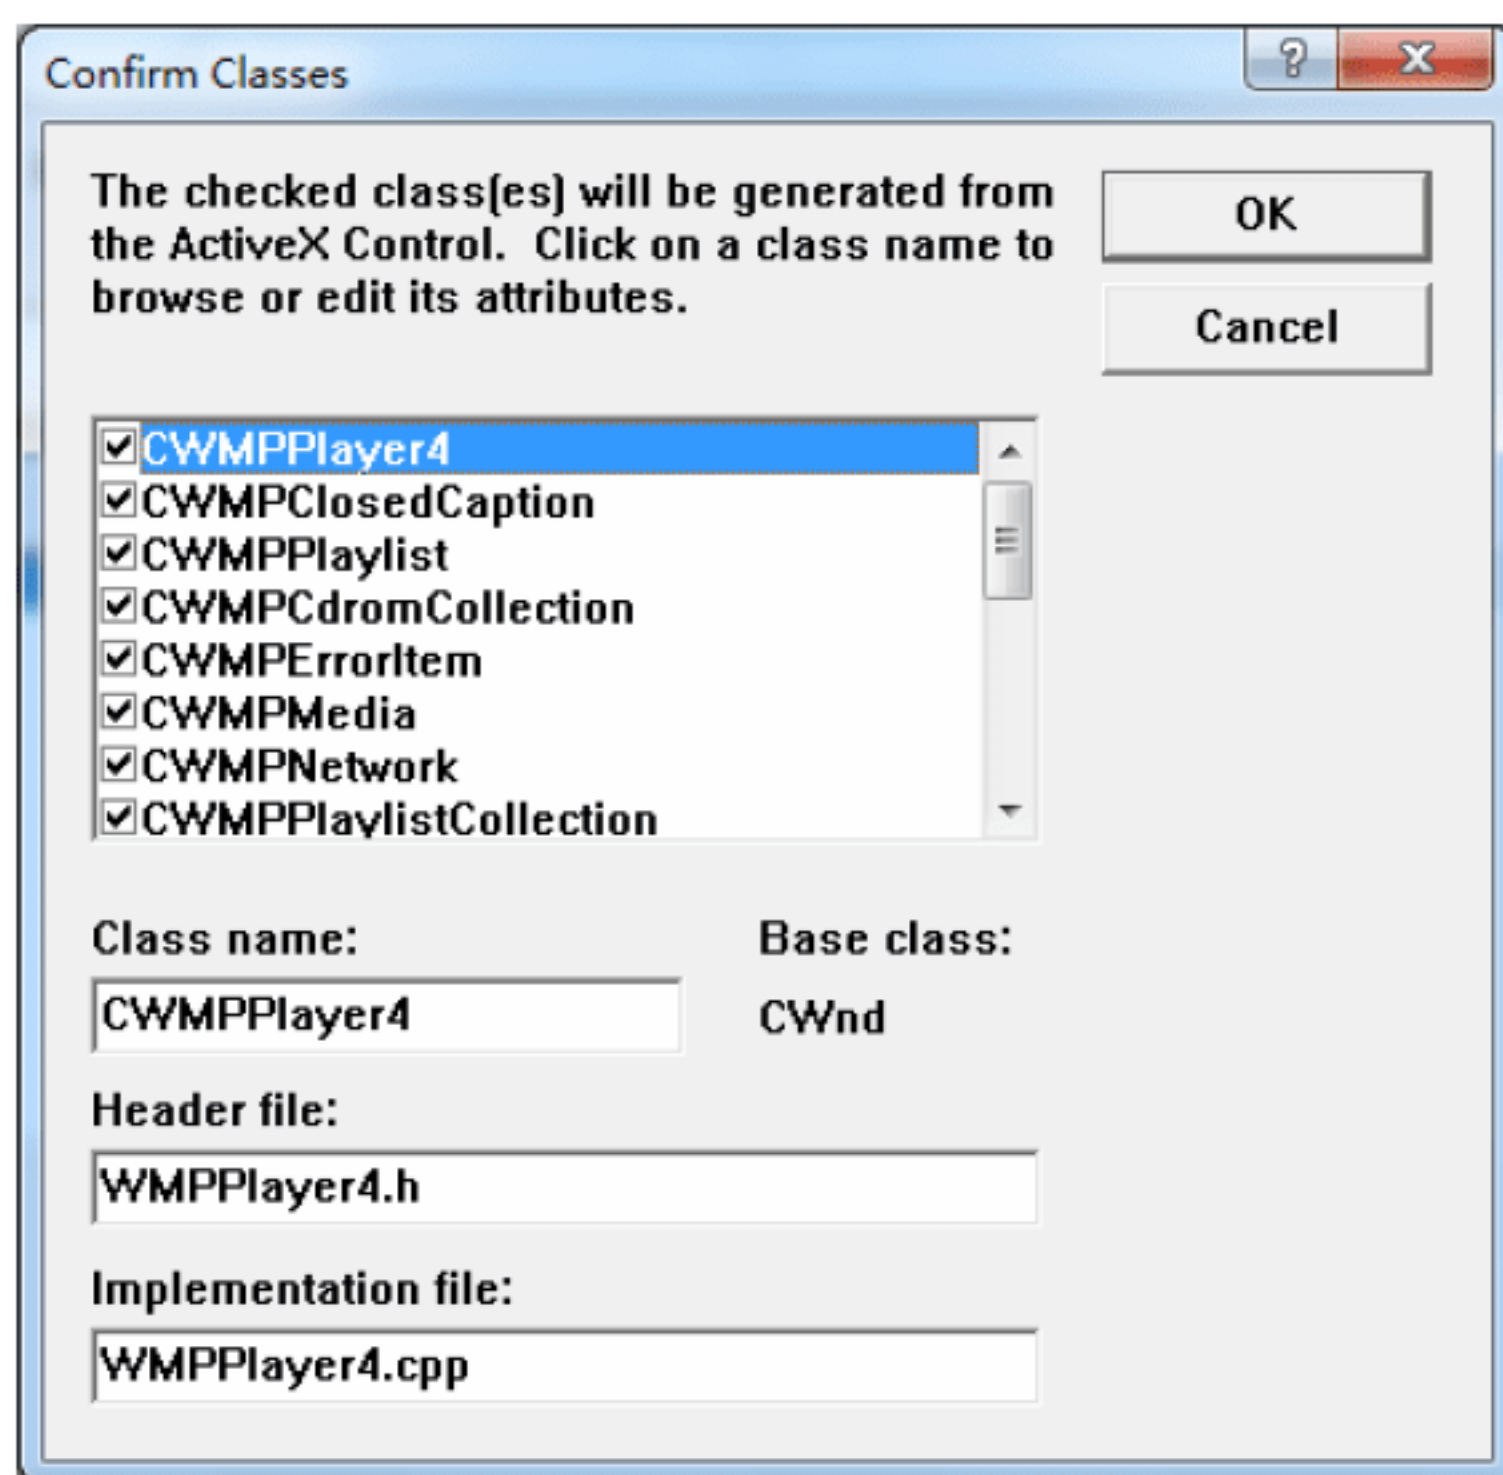 Confirm Classes
The checked class(es) will be generated from
the ActiveX Control.  Click on a class name to
browse or edit its attributes.
OK
Cancel
CWMPPlayer4
CWMPClosedCaption
CWMPPlaylist
CWMPCdromCollection
CWMPErrorItem
CWMPMedia
CWMPNetwork
CWMPPlaylistCollection
Class name:
Base class:
CWMPPlayer4
CWnd
Header file:
WMPPlayer4.h
Implementation file:
WMPPlayer4.cpp